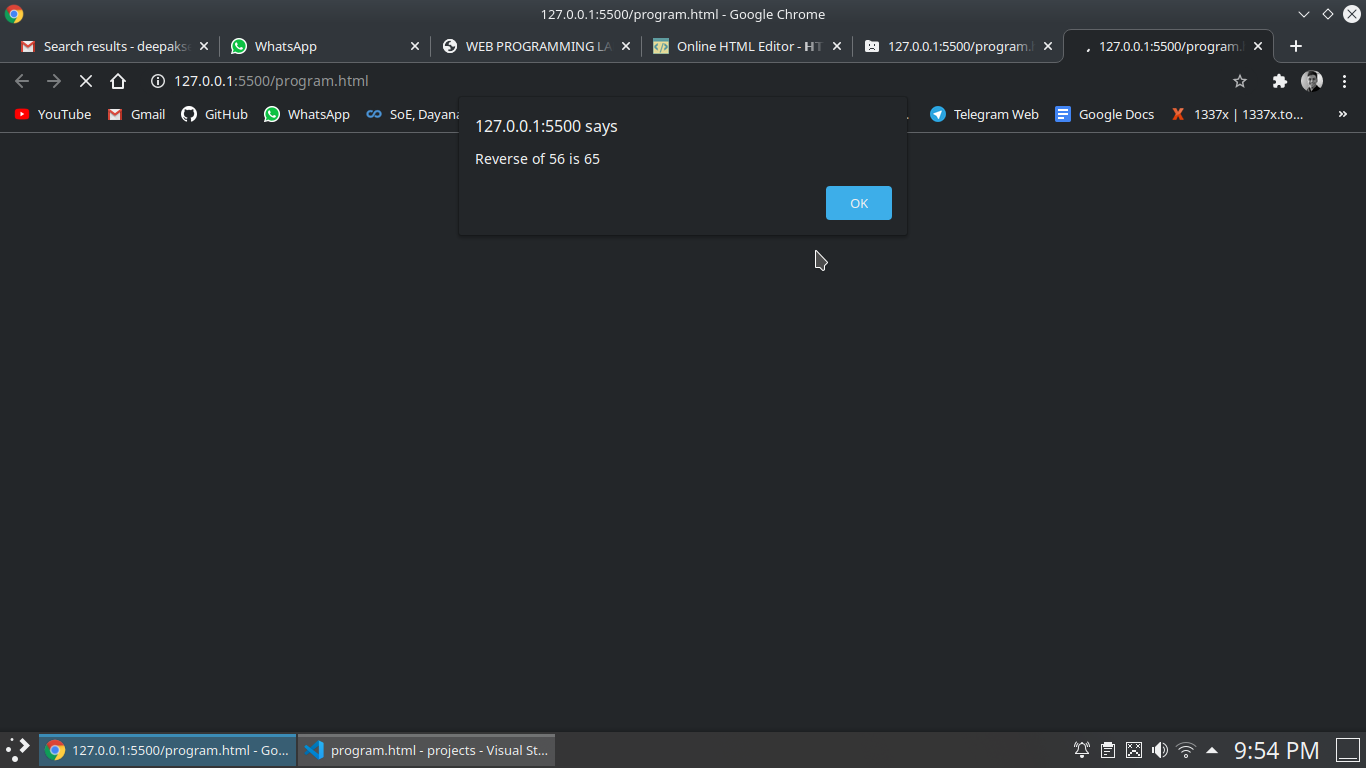 127.0.0.1:5500/program.html - Google Chrome
Search results - deepakse
WhatsApp
WEB PROGRAMMING LA
Online HTML Editor - HT
127.0.0.1:5500/program.
127.0.0.1:5500/program.
127.0.0.1:5500/program.html
YouTube
Gmail
GitHub
WhatsApp
SoE, Dayana
Telegram Web
Google Docs
1337x | 1337x.to...
127.0.0.1:5500 says
Reverse of 56 is 65
OK
127.0.0.1:5500/program.html - Go...
program.html - projects - Visual St...
9:54 PM